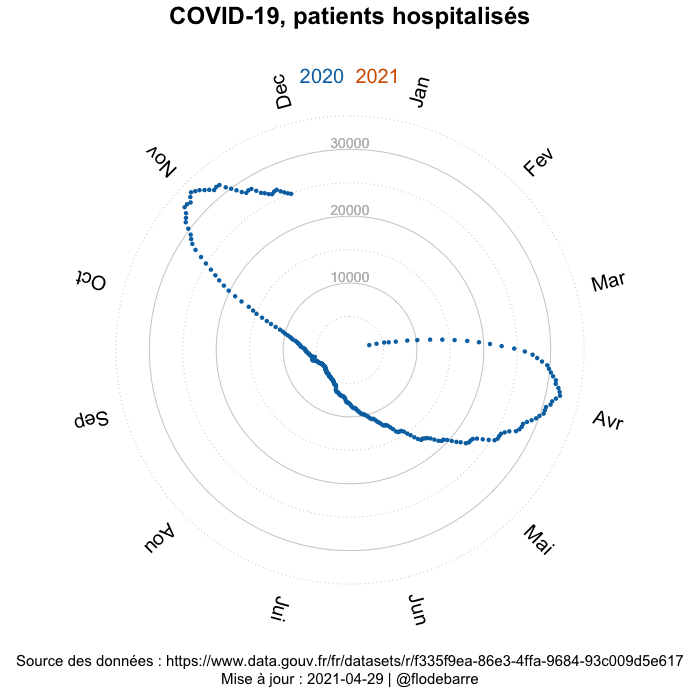 COVID-19, patients hospitalisés
2020 2021
Jan
Fev
Mar
Avr
Mai
Jun
Jui
Aou
Sep
Oct
Nov
Dec
30000
20000
10000
Source des données : https://www.data.gouv.fr/fr/datasets/r/f335f9ea-86e3-4ffa-9684-93c009d5e617
Mise à jour : 2021-04-29 | @flodebarre